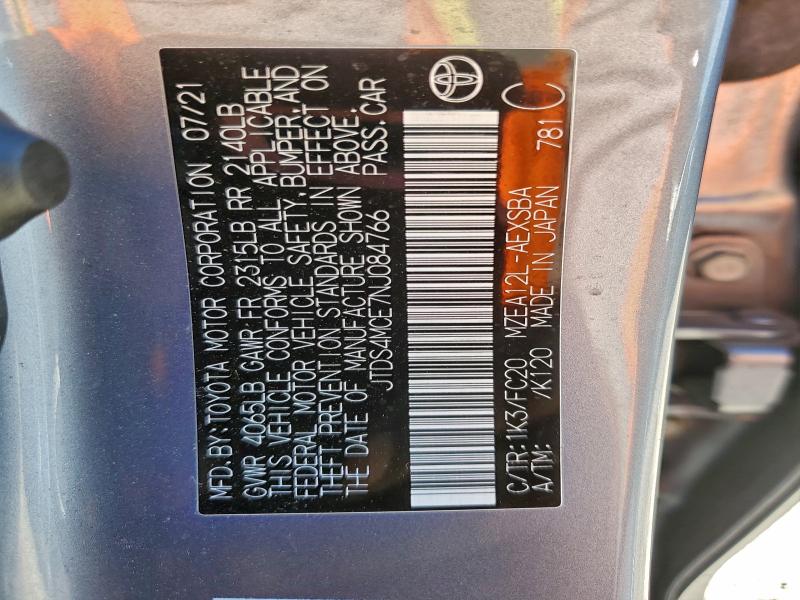 MFD. BY: TOYOTA MOTOR CORPORATION 07/21
GVWR 4065LB GAWR FR 2315LB RR 2140LB
THIS VEHICLE CONFORMS TO ALL APPLICABLE
FEDERAL MOTOR VEHICLE SAFETY, BUMPER, AND
THEFT PREVENTION STANDARDS IN EFFECT ON
THE DATE OF MANUFACTURE SHOWN ABOVE.
JTDS4MCE7NJ084766 PASS. CAR
C/TR: 1K3/FC20 MZEA12L-AEXSBA 781 C
A/TM: /K120 MADE IN JAPAN